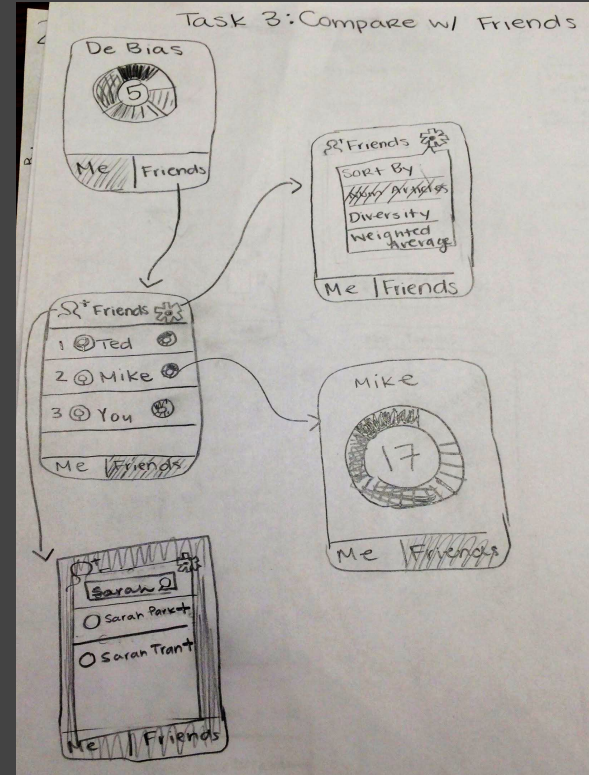 Task 3: Compare w/ Friends
De Bias
5
Me | Friends
Friends
Sort By
Diversity
Weighted
Average
Me | Friends
Friends
1 Ted
2 Mike
3 You
Me | Friends
Mike
17
Me | Friends
Sarah
Sarah Park +
Sarah Tran +
Me | Friends